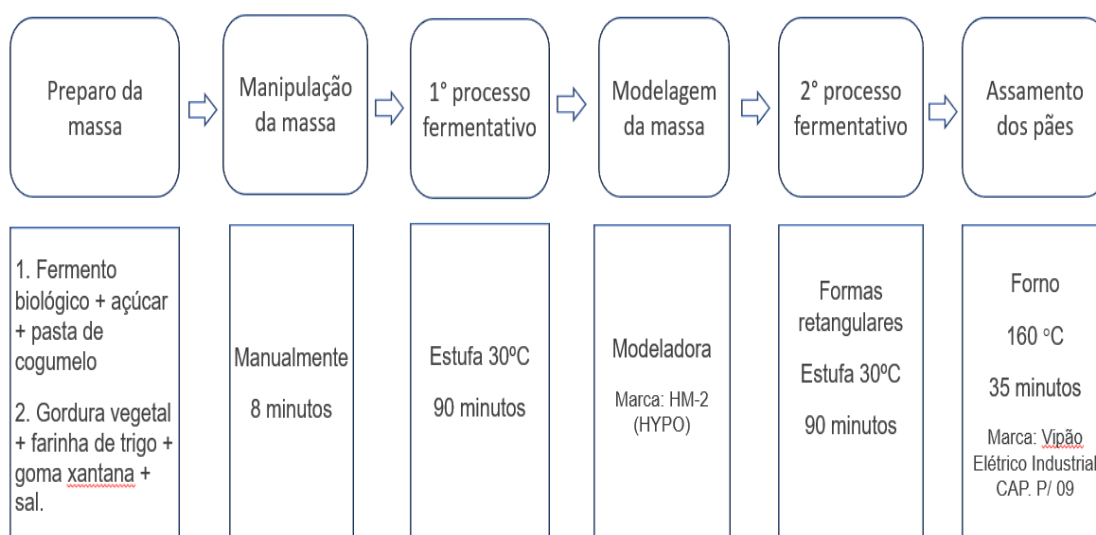 Preparo da
massa
Manipulação
da massa
1° processo
fermentativo
Modelagem
da massa
2° processo
fermentativo
Assamento
dos pães
1. Fermento
biológico + açúcar
+ pasta de
cogumelo
2. Gordura vegetal
+ farinha de trigo +
goma xantana +
sal.
Manualmente
8 minutos
Estufa 30ºC
90 minutos
Modeladora
Marca: HM-2
(HYPO)
Formas
retangulares
Estufa 30ºC
90 minutos
Forno
160 °C
35 minutos
Marca: Vipão
Elétrico Industrial
CAP. P/ 09